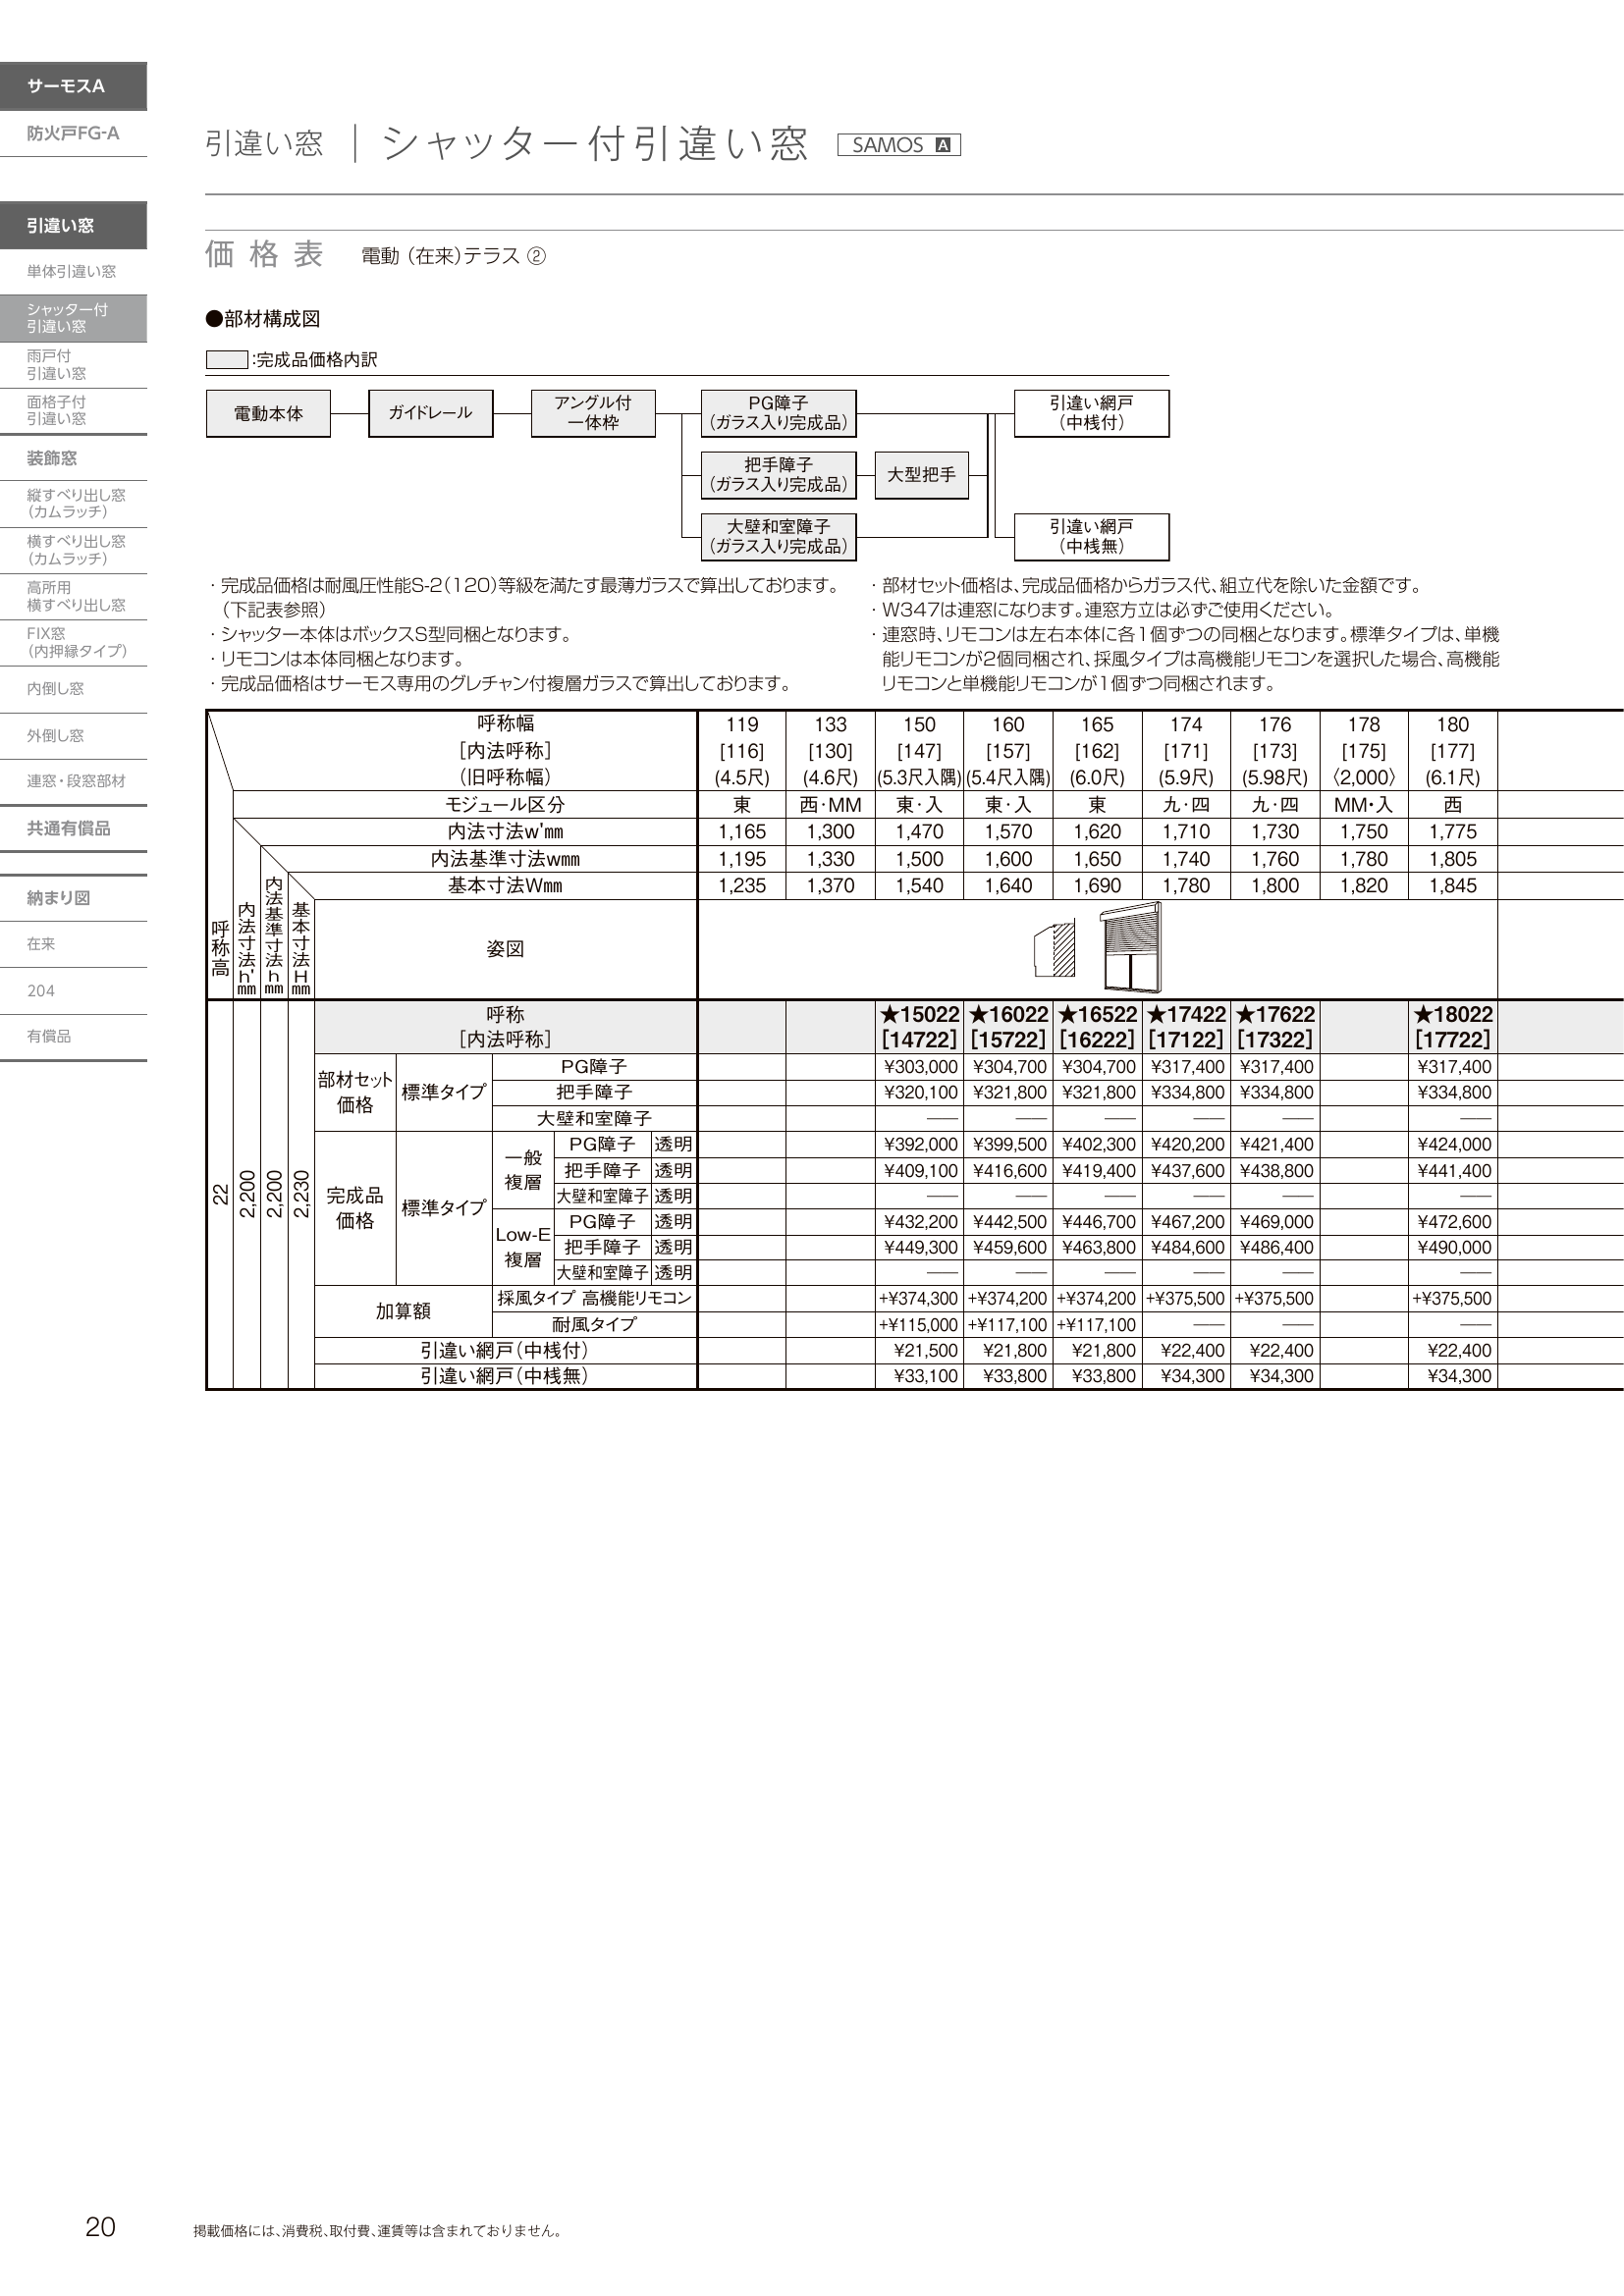 サーモスA
防火戸FG-A
引違い窓
単体引違い窓
シャッター付
引違い窓
雨戸付
引違い窓
面格子付
引違い窓
装飾窓
縦すべり出し窓
（カムラッチ）
横すべり出し窓
（カムラッチ）
高所用
横すべり出し窓
FIX窓
（内押縁タイプ）
内倒し窓
外倒し窓
連窓・段窓部材
共通有償品
納まり図
在来
204
有償品
引違い窓｜シャッター付引違い窓 SAMOS A
価格表 電動（在来）テラス ②
●部材構成図
:完成品価格内訳
電動本体
ガイドレール
アングル付
一体枠
PG障子
（ガラス入り完成品）
引違い網戸
（中桟付）
把手障子
（ガラス入り完成品）
大型把手
大壁和室障子
（ガラス入り完成品）
引違い網戸
（中桟無）
・完成品価格は耐風圧性能S-2（120）等級を満たす最薄ガラスで算出しております。
（下記表参照）
・シャッター本体はボックスS型同梱となります。
・リモコンは本体同梱となります。
・完成品価格はサーモス専用のグレチャン付複層ガラスで算出しております。
・部材セット価格は、完成品価格からガラス代、組立代を除いた金額です。
・W347は連窓になります。連窓方立は必ずご使用ください。
・連窓時、リモコンは左右本体に各1個ずつの同梱となります。標準タイプは、単機
能リモコンが2個同梱され、採風タイプは高機能リモコンを選択した場合、高機能
リモコンと単機能リモコンが1個ずつ同梱されます。
呼称幅 119 133 150 160 165 174 176 178 180
［内法呼称］ [116] [130] [147] [157] [162] [171] [173] [175] [177]
（旧呼称幅） (4.5尺) (4.6尺) (5.3尺入隅) (5.4尺入隅) (6.0尺) (5.9尺) (5.98尺) 〈2,000〉 (6.1尺)
モジュール区分 東 西・MM 東・入 東・入 東 九・四 九・四 MM・入 西
内法寸法w'mm 1,165 1,300 1,470 1,570 1,620 1,710 1,730 1,750 1,775
内法基準寸法wmm 1,195 1,330 1,500 1,600 1,650 1,740 1,760 1,780 1,805
基本寸法Wmm 1,235 1,370 1,540 1,640 1,690 1,780 1,800 1,820 1,845
呼称高
内法寸法h'mm
内法基準寸法hmm
基本寸法Hmm
姿図
22
2,200
2,200
2,230
呼称 ★15022 ★16022 ★16522 ★17422 ★17622 ★18022
［内法呼称］ [14722] [15722] [16222] [17122] [17322] [17722]
部材セット
価格
標準タイプ
PG障子 ¥303,000 ¥304,700 ¥304,700 ¥317,400 ¥317,400 ¥317,400
把手障子 ¥320,100 ¥321,800 ¥321,800 ¥334,800 ¥334,800 ¥334,800
大壁和室障子 —— —— —— —— —— ——
完成品
価格
標準タイプ
一般
複層
PG障子 透明 ¥392,000 ¥399,500 ¥402,300 ¥420,200 ¥421,400 ¥424,000
把手障子 透明 ¥409,100 ¥416,600 ¥419,400 ¥437,600 ¥438,800 ¥441,400
大壁和室障子 透明 —— —— —— —— —— ——
Low-E
複層
PG障子 透明 ¥432,200 ¥442,500 ¥446,700 ¥467,200 ¥469,000 ¥472,600
把手障子 透明 ¥449,300 ¥459,600 ¥463,800 ¥484,600 ¥486,400 ¥490,000
大壁和室障子 透明 —— —— —— —— —— ——
加算額
採風タイプ 高機能リモコン +¥374,300 +¥374,200 +¥374,200 +¥375,500 +¥375,500 +¥375,500
耐風タイプ +¥115,000 +¥117,100 +¥117,100 —— —— ——
引違い網戸（中桟付） ¥21,500 ¥21,800 ¥21,800 ¥22,400 ¥22,400 ¥22,400
引違い網戸（中桟無） ¥33,100 ¥33,800 ¥33,800 ¥34,300 ¥34,300 ¥34,300
20
掲載価格には、消費税、取付費、運賃等は含まれておりません。